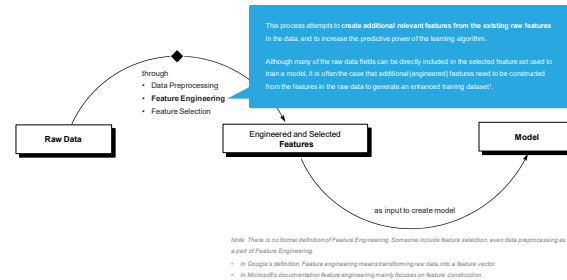 This process attempts to create additional relevant features from the existing raw features
in the data, and to increase the predictive power of the learning algorithm.
Although many of the raw data fields can be directly included in the selected feature set used to
train a model, it is often the case that additional (engineered) features need to be constructed
from the features in the raw data to generate an enhanced training dataset¹.
through
• Data Preprocessing
• Feature Engineering
• Feature Selection
Raw Data
Engineered and Selected
Features
Model
as input to create model
Note: There is no formal definition of Feature Engineering. Someone include feature selection, even data preprocessing as
a part of Feature Engineering.
• In Google's definition, Feature engineering means transforming raw data into a feature vector
• In Microsoft's documentation feature engineering mainly focuses on feature construction.